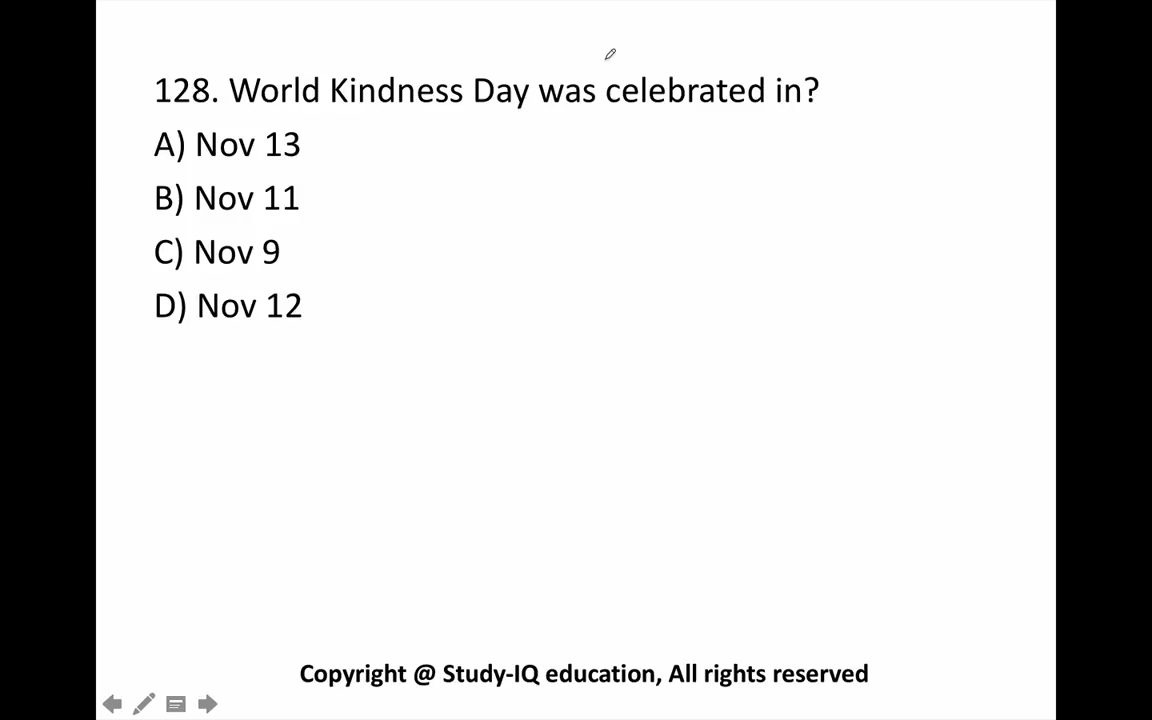 128. World Kindness Day was celebrated in?
A) Nov 13
B) Nov 11
C) Nov 9
D) Nov 12
Copyright @ Study-IQ education, All rights reserved